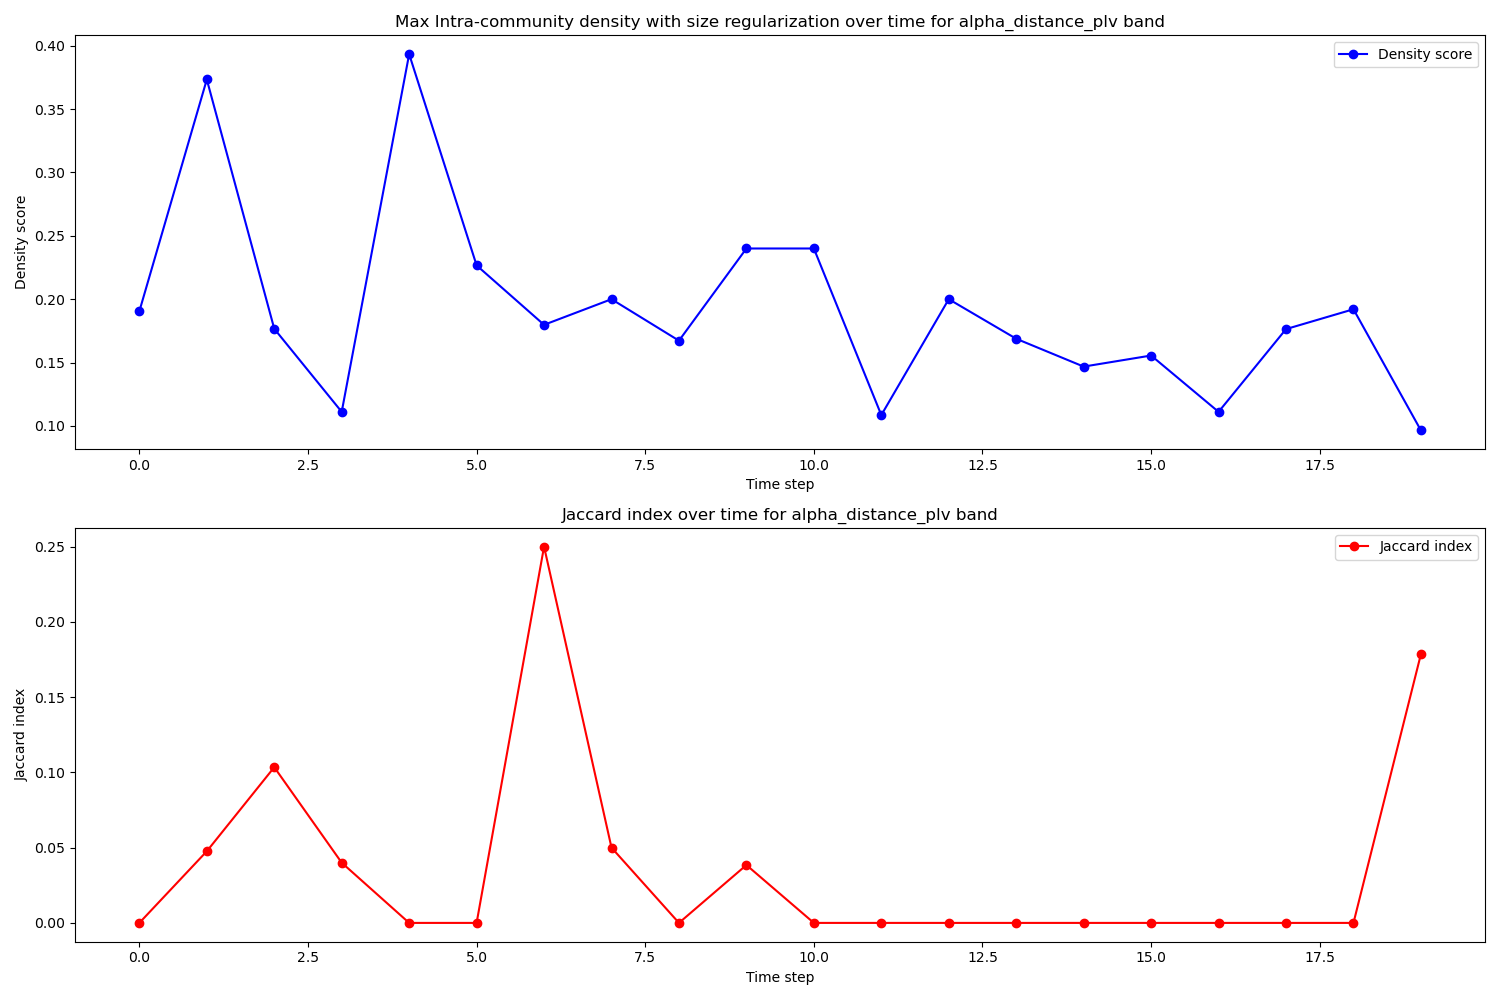 Max Intra-community density with size regularization over time for alpha_distance_plv band
Density score
0.40
0.35
0.30
0.25
0.20
0.15
0.10
Density score
0.0 2.5 5.0 7.5 10.0 12.5 15.0 17.5
Time step
Jaccard index over time for alpha_distance_plv band
Jaccard index
0.25
0.20
0.15
0.10
0.05
0.00
Jaccard index
0.0 2.5 5.0 7.5 10.0 12.5 15.0 17.5
Time step